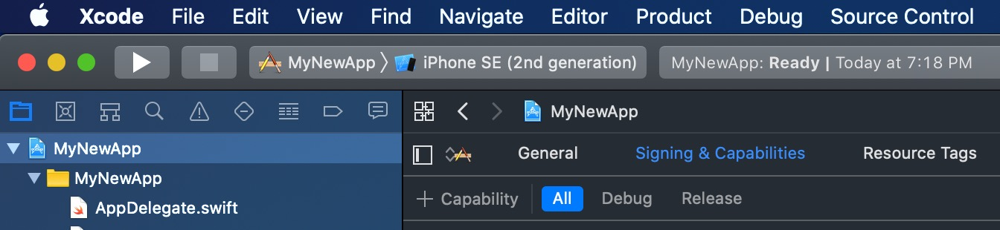 Xcode File Edit View Find Navigate Editor Product Debug Source Control
MyNewApp iPhone SE (2nd generation) MyNewApp: Ready | Today at 7:18 PM
MyNewApp
MyNewApp
General Signing & Capabilities Resource Tags
MyNewApp
Capability All Debug Release
AppDelegate.swift